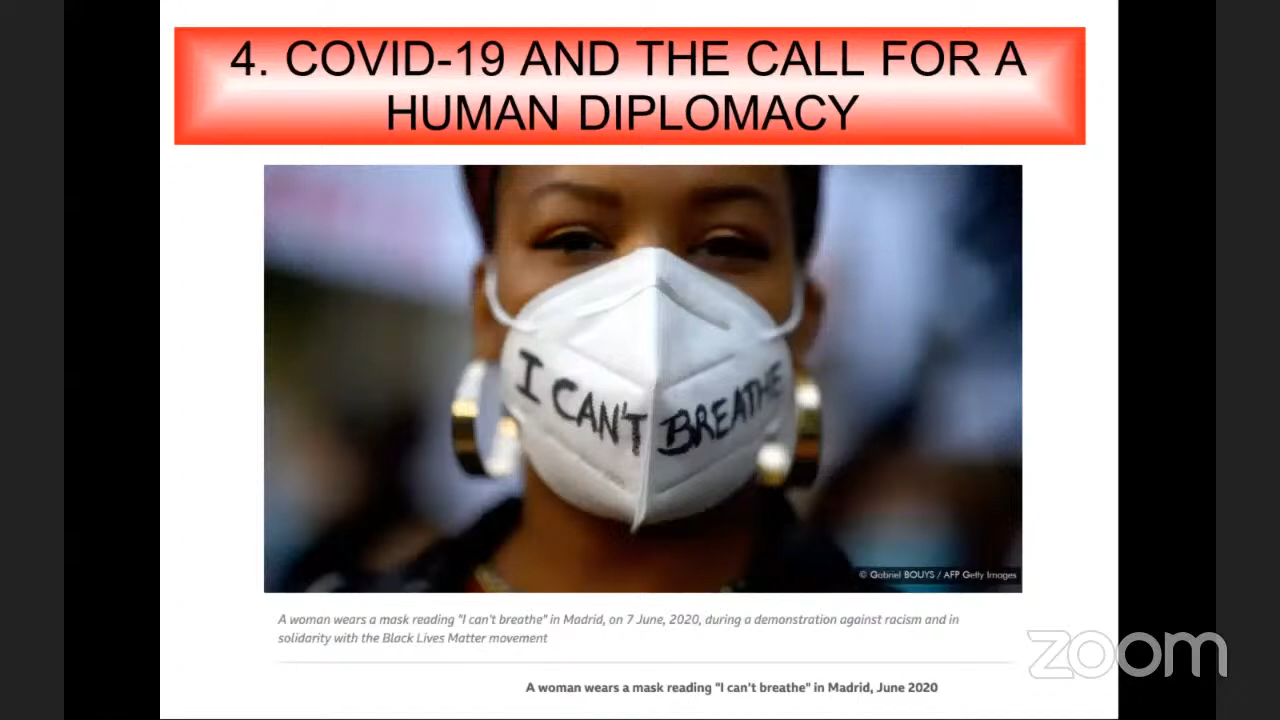 4. COVID-19 AND THE CALL FOR A
HUMAN DIPLOMACY
I CAN'T BREATHE
© Gabriel BOUYS / AFP Getty Images
A woman wears a mask reading "I can't breathe" in Madrid, on 7 June, 2020, during a demonstration against racism and in
solidarity with the Black Lives Matter movement
zoom
A woman wears a mask reading "I can't breathe" in Madrid, June 2020